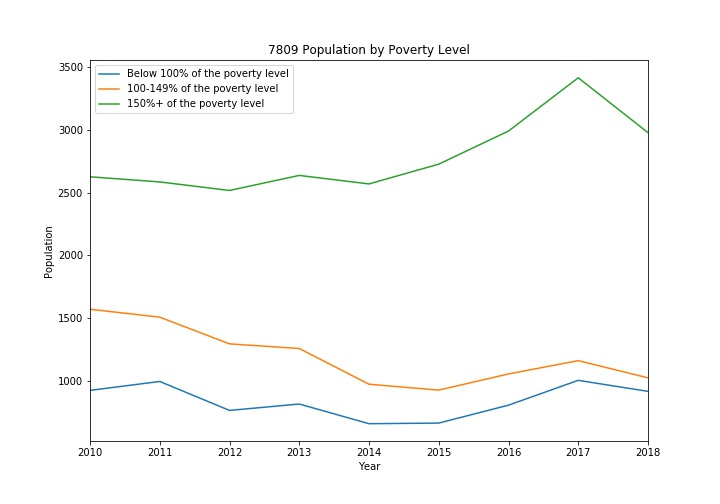 7809 Population by Poverty Level
Below 100% of the poverty level
100-149% of the poverty level
150%+ of the poverty level
3500
3000
2500
2000
1500
1000
Population
2010 2011 2012 2013 2014 2015 2016 2017 2018
Year